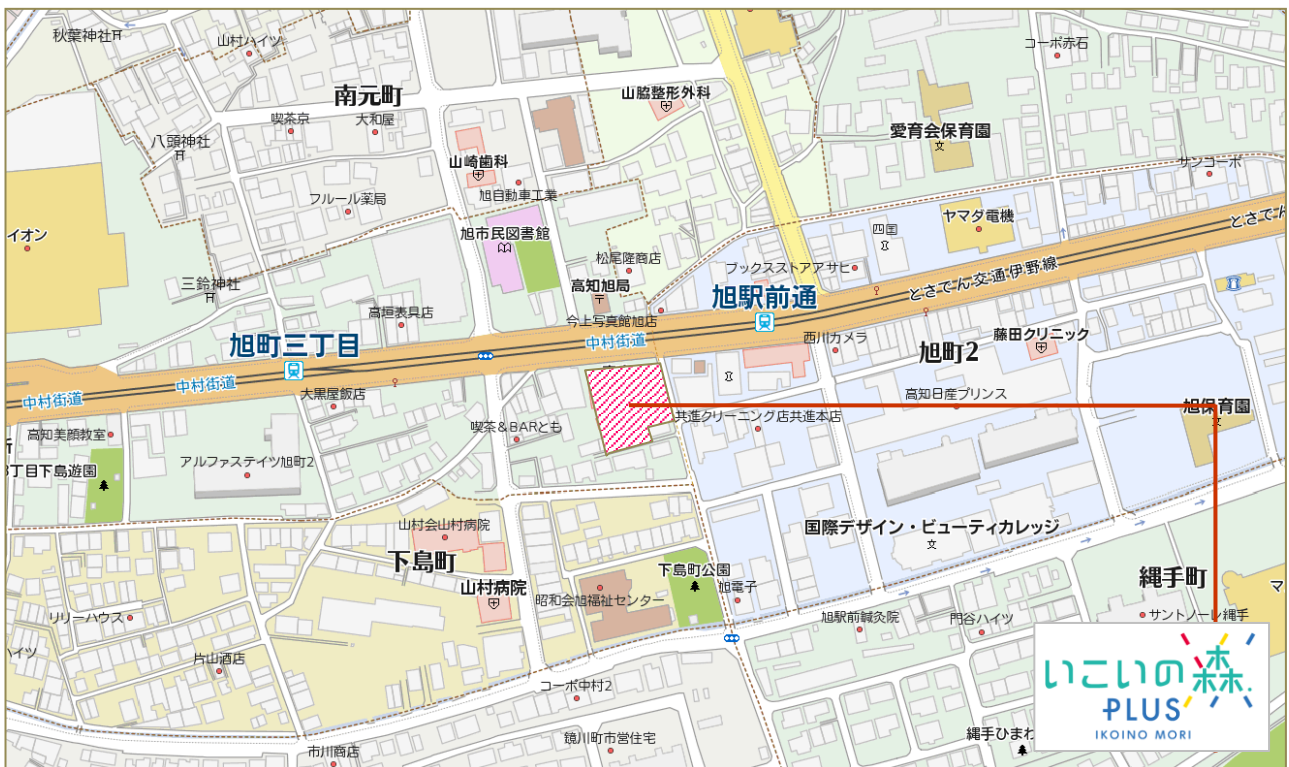 秋葉神社
山村ハイツ
コーポ赤石
南元町
山脇整形外科
喫茶京
大和屋
愛育会保育園
八頭神社
山崎歯科
サンコーポ
旭自動車工業
フルール薬局
ヤマダ電機
とさでん
イオン
旭市民図書館
四国
松尾隆商店
ブックスストアアサヒ
とさでん交通伊野線
三鈴神社
高知旭局
旭駅前通
高垣表具店
今上写真館旭店
旭町三丁目
中村街道
西川カメラ
藤田クリニック
旭町2
中村街道
中村街道
大黒屋飯店
高知日産プリンス
旭保育園
共進クリーニング店共進本店
喫茶&BARとも
高知美顔教室
アルファステイツ旭町2
丁目下島遊園
山村会山村病院
国際デザイン・ビューティカレッジ
下島町
下島町公園
縄手町
山村病院
旭電子
マ
昭和会旭福祉センター
リリーハウス
旭駅前鍼灸院
門谷ハイツ
サントノーレ縄手
ハイツ
片山酒店
いこいの森
PLUS
IKOINO MORI
コーポ中村2
縄手ひまわ
鏡川町市営住宅
市川商店